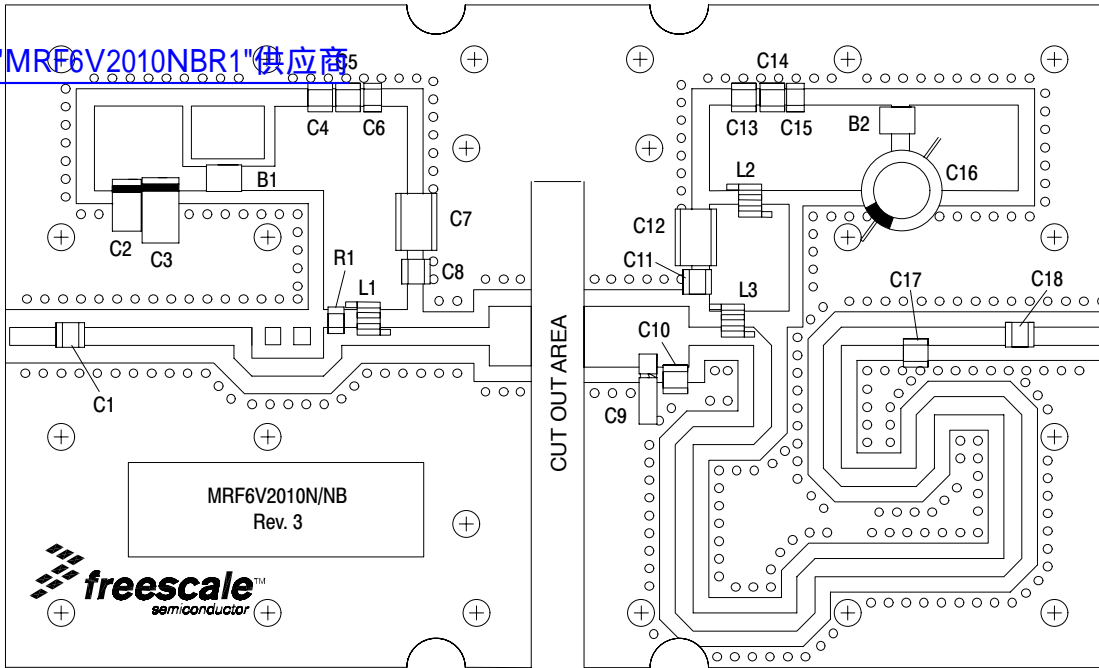 "MRF6V2010NBR1"供应商
C5
C14
C4
C6
C13
C15
B2
B1
L2
C16
C2
C3
C7
C12
R1
C8
C11
L1
L3
C17
C18
C10
C1
C9
CUT OUT AREA
MRF6V2010N/NB
Rev. 3
freescale™
semiconductor